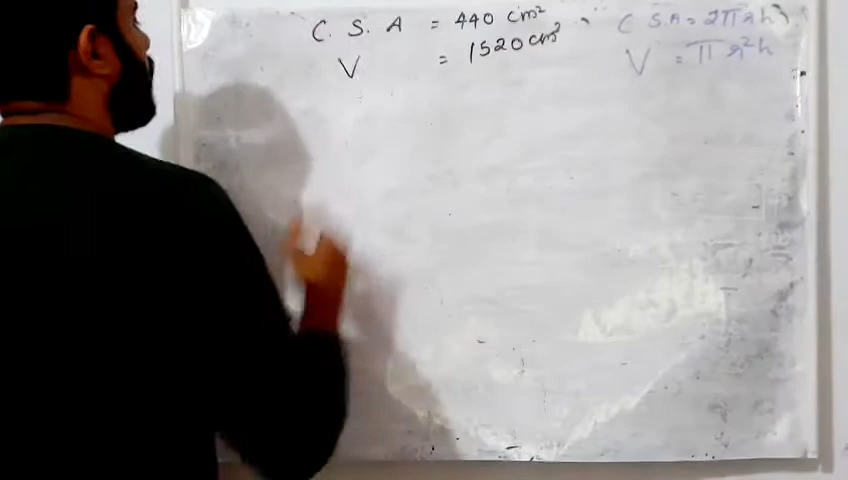 C. S. A = 440 cm²
V = 1520 cm³
C S.A = 2πrh
V = πr²h